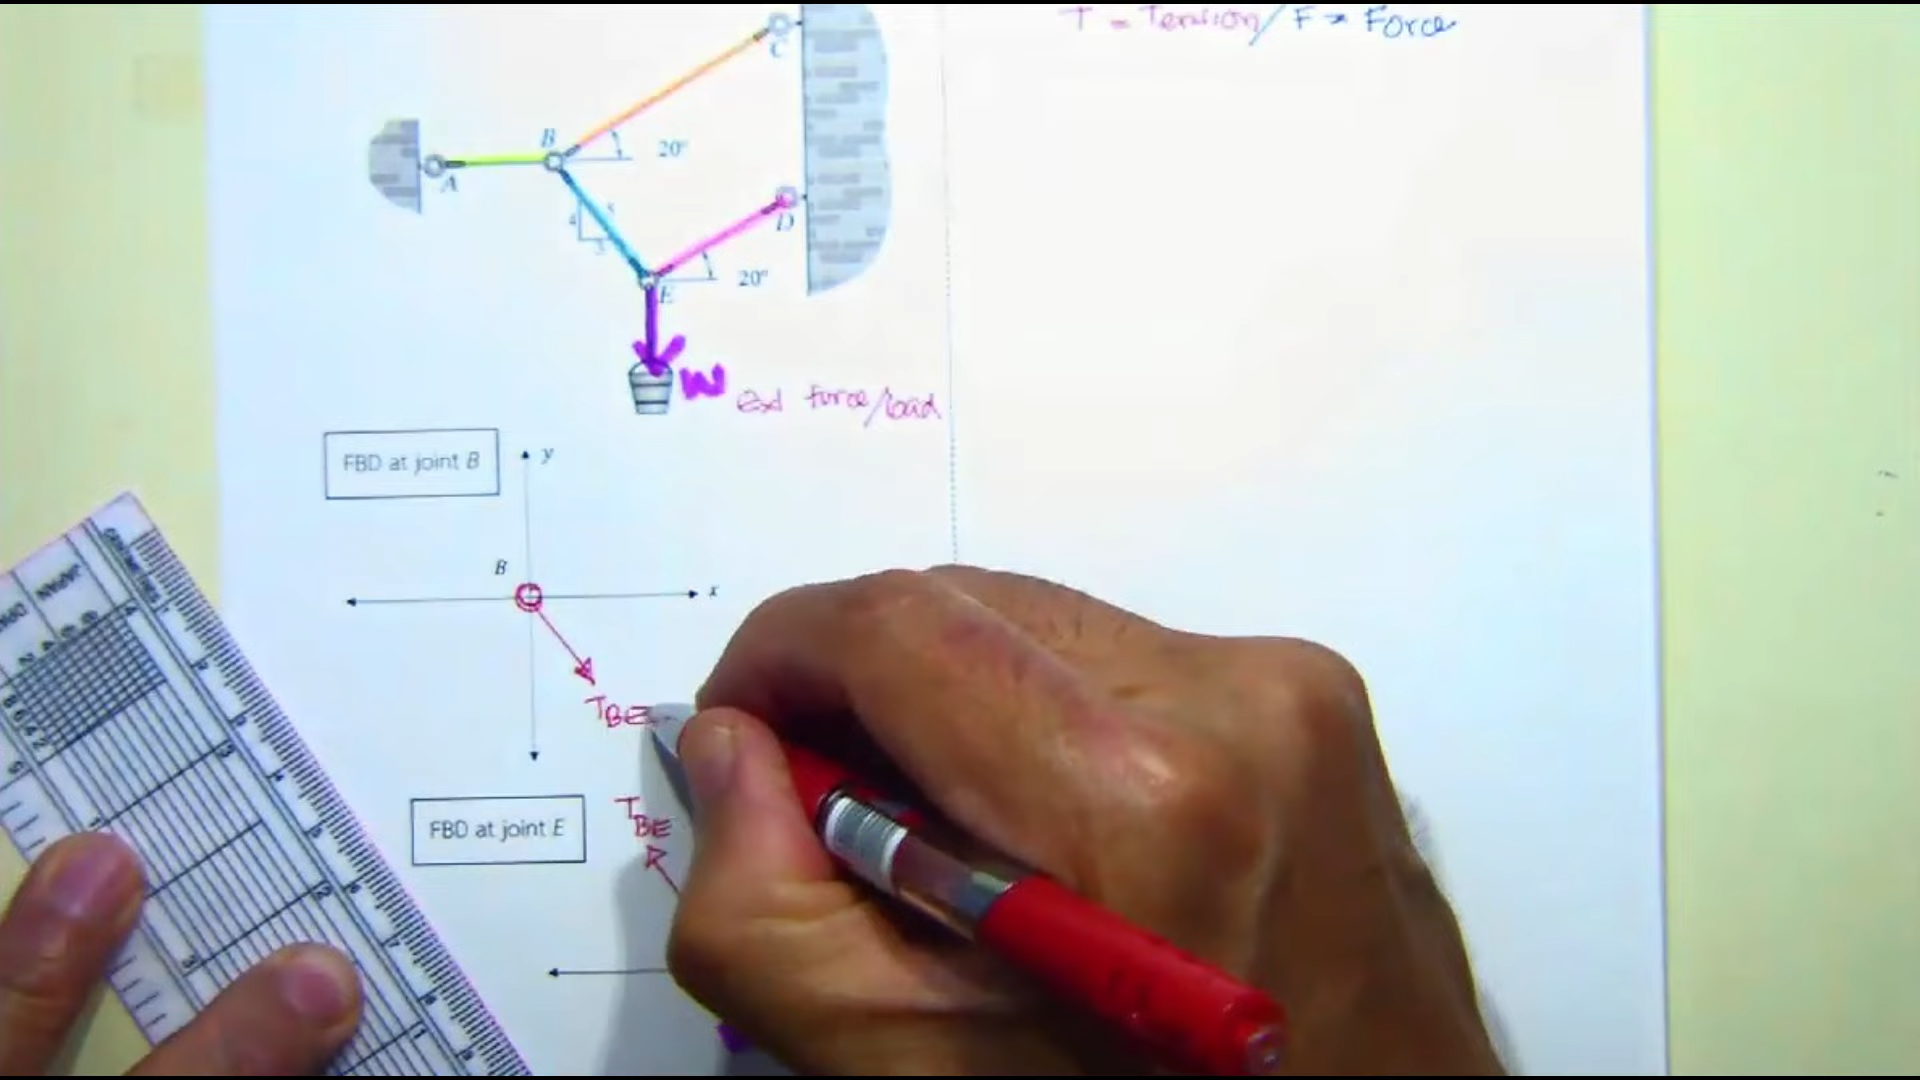 T = Tension / F = Force
C
B
20°
A
D
4
5
3
20°
E
W
ext force/load
FBD at joint B
y
B
x
TBE
TBE
FBD at joint E